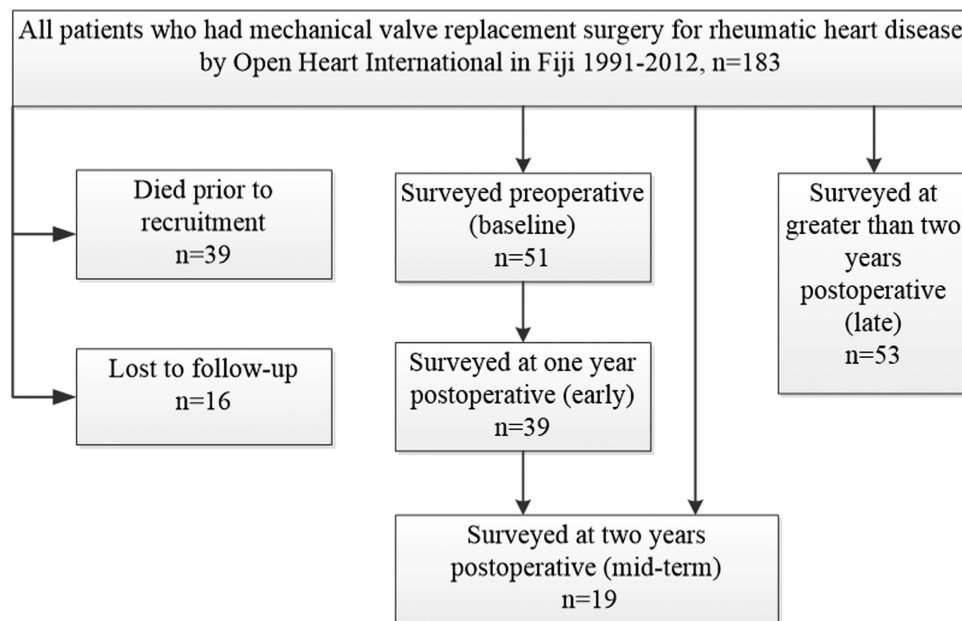 All patients who had mechanical valve replacement surgery for rheumatic heart disease
by Open Heart International in Fiji 1991-2012, n=183
Died prior to
recruitment
n=39
Lost to follow-up
n=16
Surveyed preoperative
(baseline)
n=51
Surveyed at one year
postoperative (early)
n=39
Surveyed at two years
postoperative (mid-term)
n=19
Surveyed at
greater than two
years
postoperative
(late)
n=53